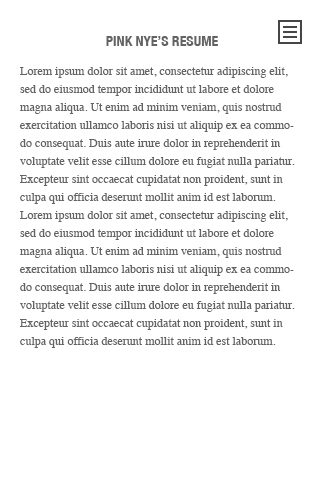 PINK NYE'S RESUME
Lorem ipsum dolor sit amet, consectetur adipiscing elit,
sed do eiusmod tempor incididunt ut labore et dolore
magna aliqua. Ut enim ad minim veniam, quis nostrud
exercitation ullamco laboris nisi ut aliquip ex ea commo-
do consequat. Duis aute irure dolor in reprehenderit in
voluptate velit esse cillum dolore eu fugiat nulla pariatur.
Excepteur sint occaecat cupidatat non proident, sunt in
culpa qui officia deserunt mollit anim id est laborum.
Lorem ipsum dolor sit amet, consectetur adipiscing elit,
sed do eiusmod tempor incididunt ut labore et dolore
magna aliqua. Ut enim ad minim veniam, quis nostrud
exercitation ullamco laboris nisi ut aliquip ex ea commo-
do consequat. Duis aute irure dolor in reprehenderit in
voluptate velit esse cillum dolore eu fugiat nulla pariatur.
Excepteur sint occaecat cupidatat non proident, sunt in
culpa qui officia deserunt mollit anim id est laborum.